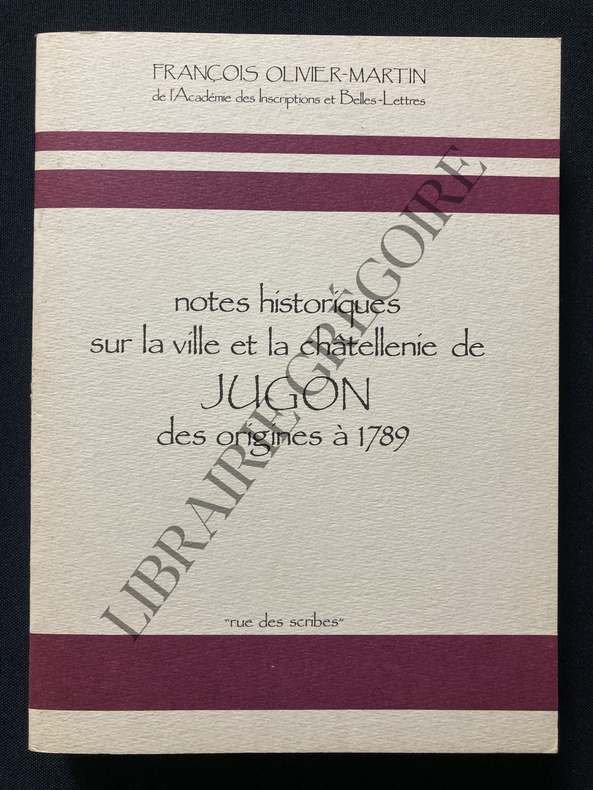 FRANÇOIS OLIVIER-MARTIN
de l'Académie des Inscriptions et Belles-Lettres
notes historiques
sur la ville et la châtellenie de
JUGON
des origines à 1789
"rue des scribes"
LIBRAIRIE GRÉGOIRE